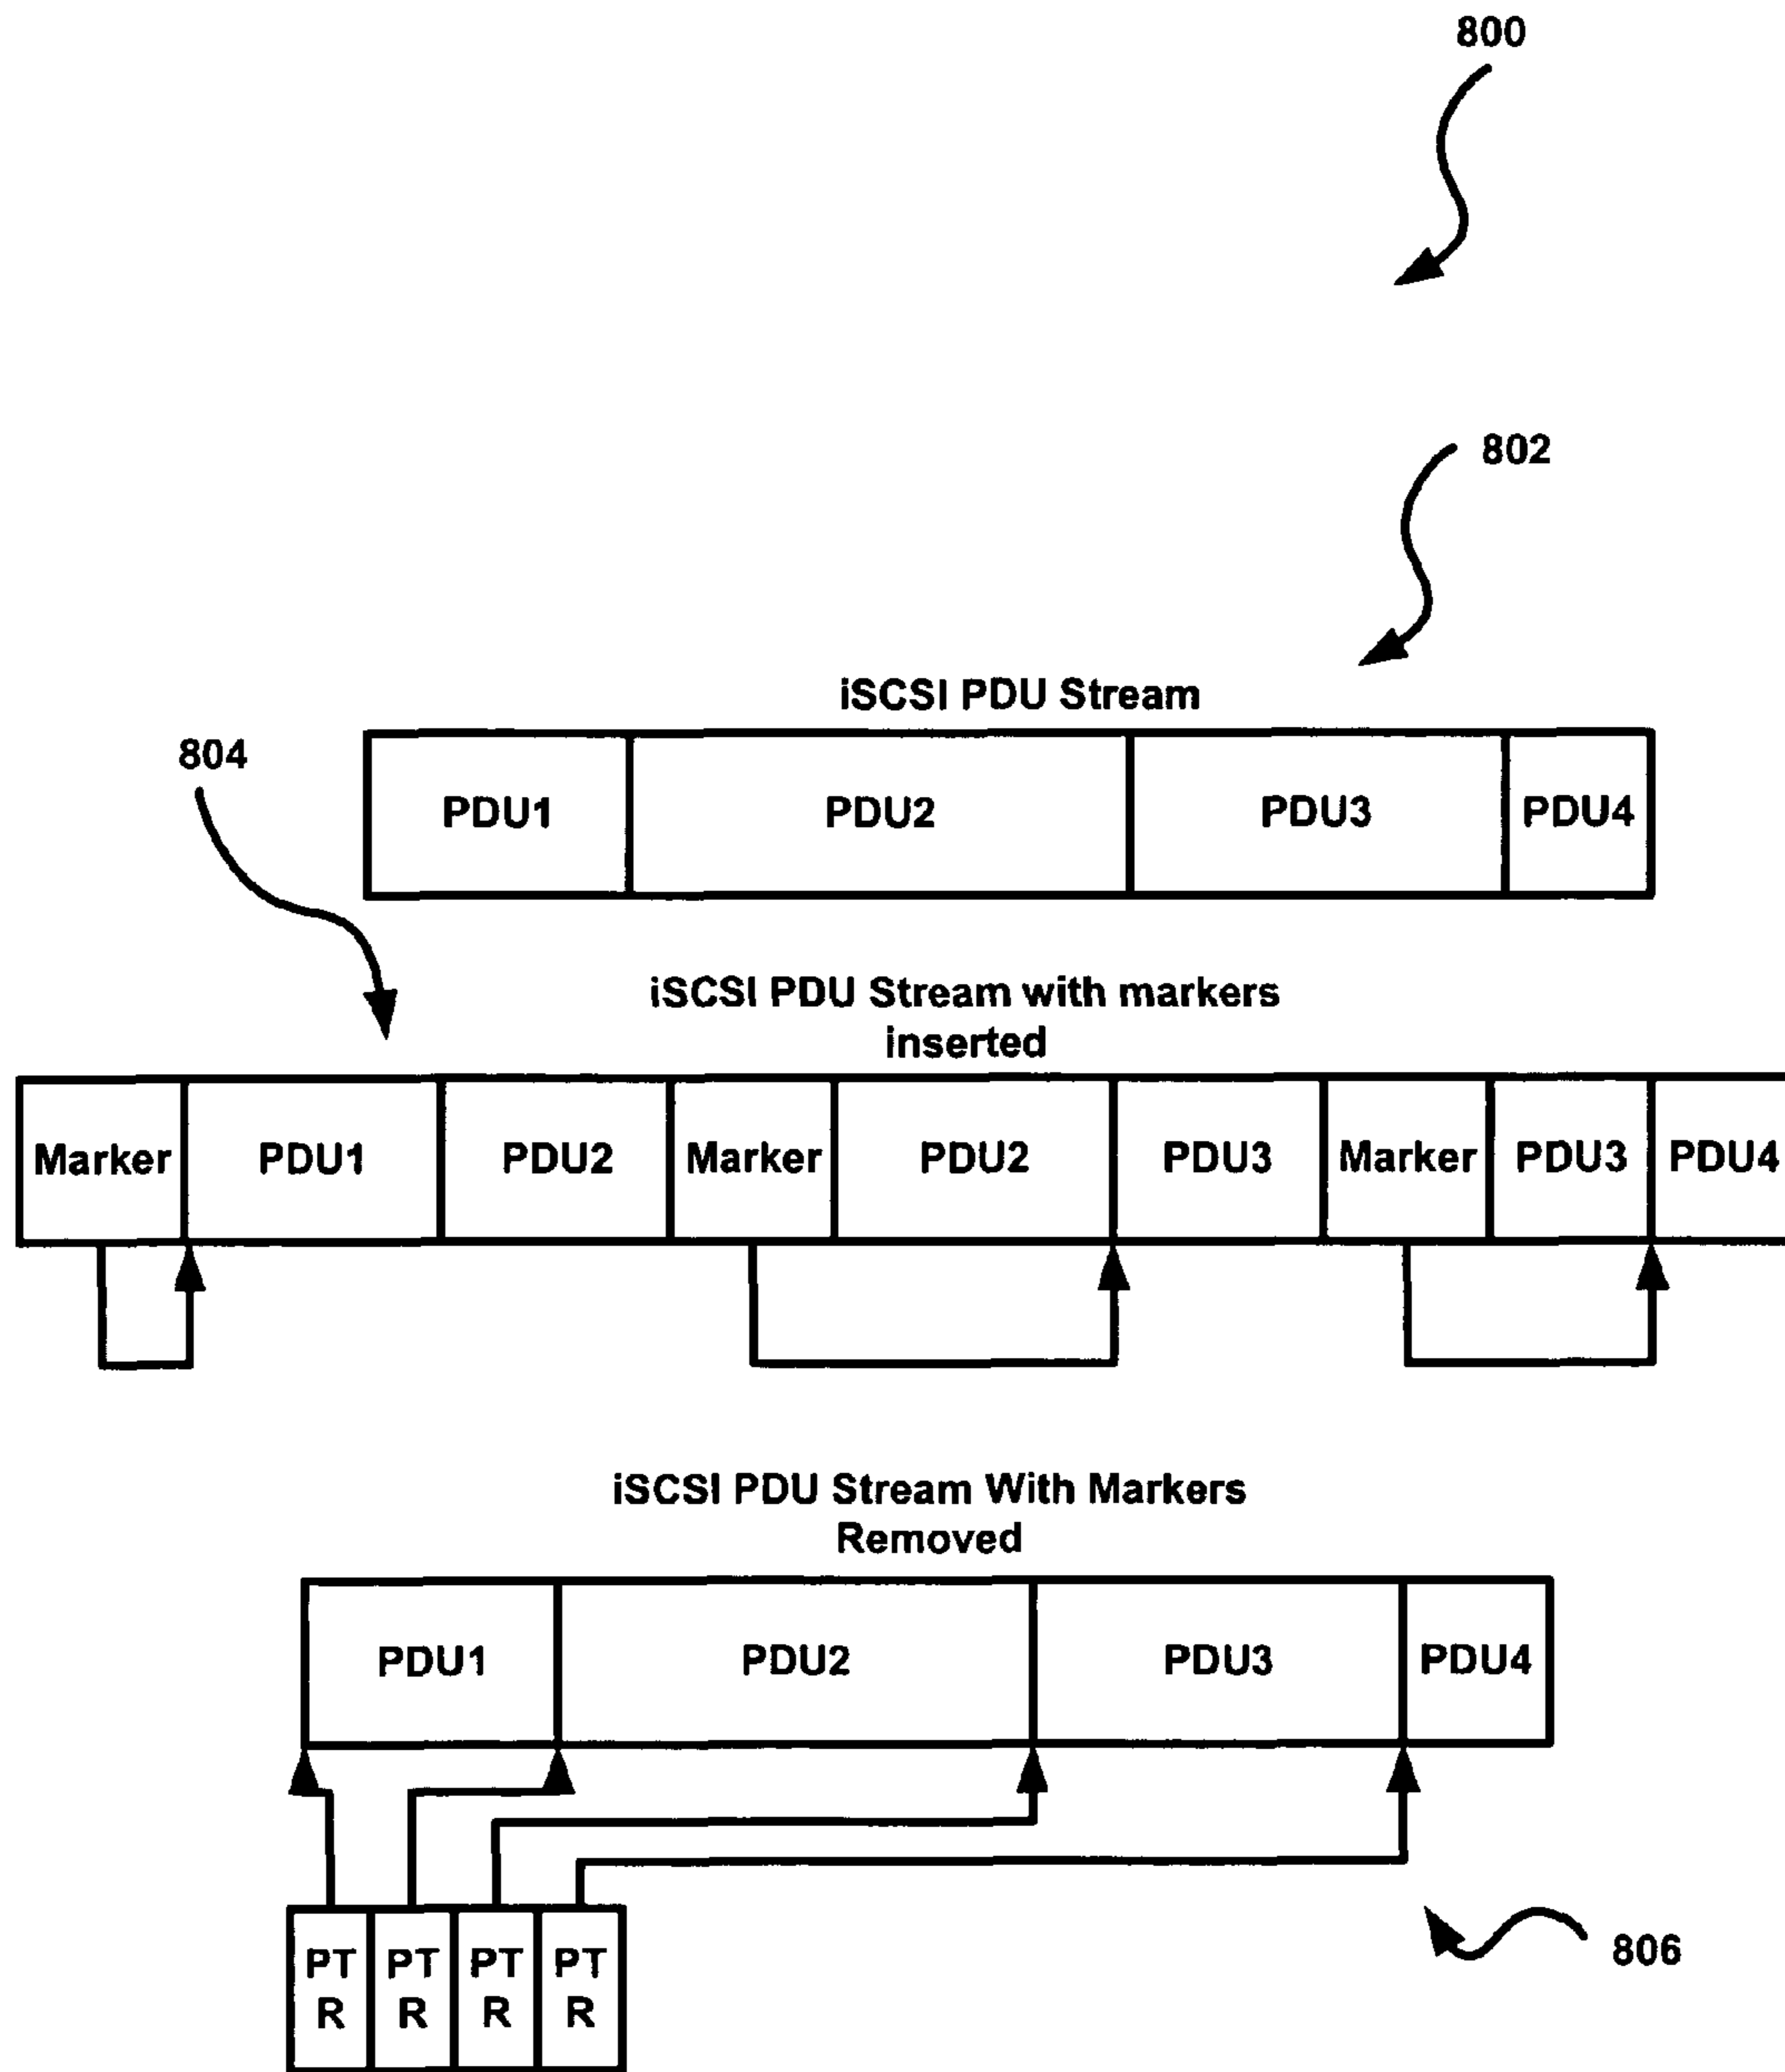 800
802
iSCSI PDU Stream
804
PDU1 PDU2 PDU3 PDU4
iSCSI PDU Stream with markers
inserted
Marker PDU1 PDU2 Marker PDU2 PDU3 Marker PDU3 PDU4
iSCSI PDU Stream With Markers
Removed
PDU1 PDU2 PDU3 PDU4
PT PT PT PT
R R R R
806